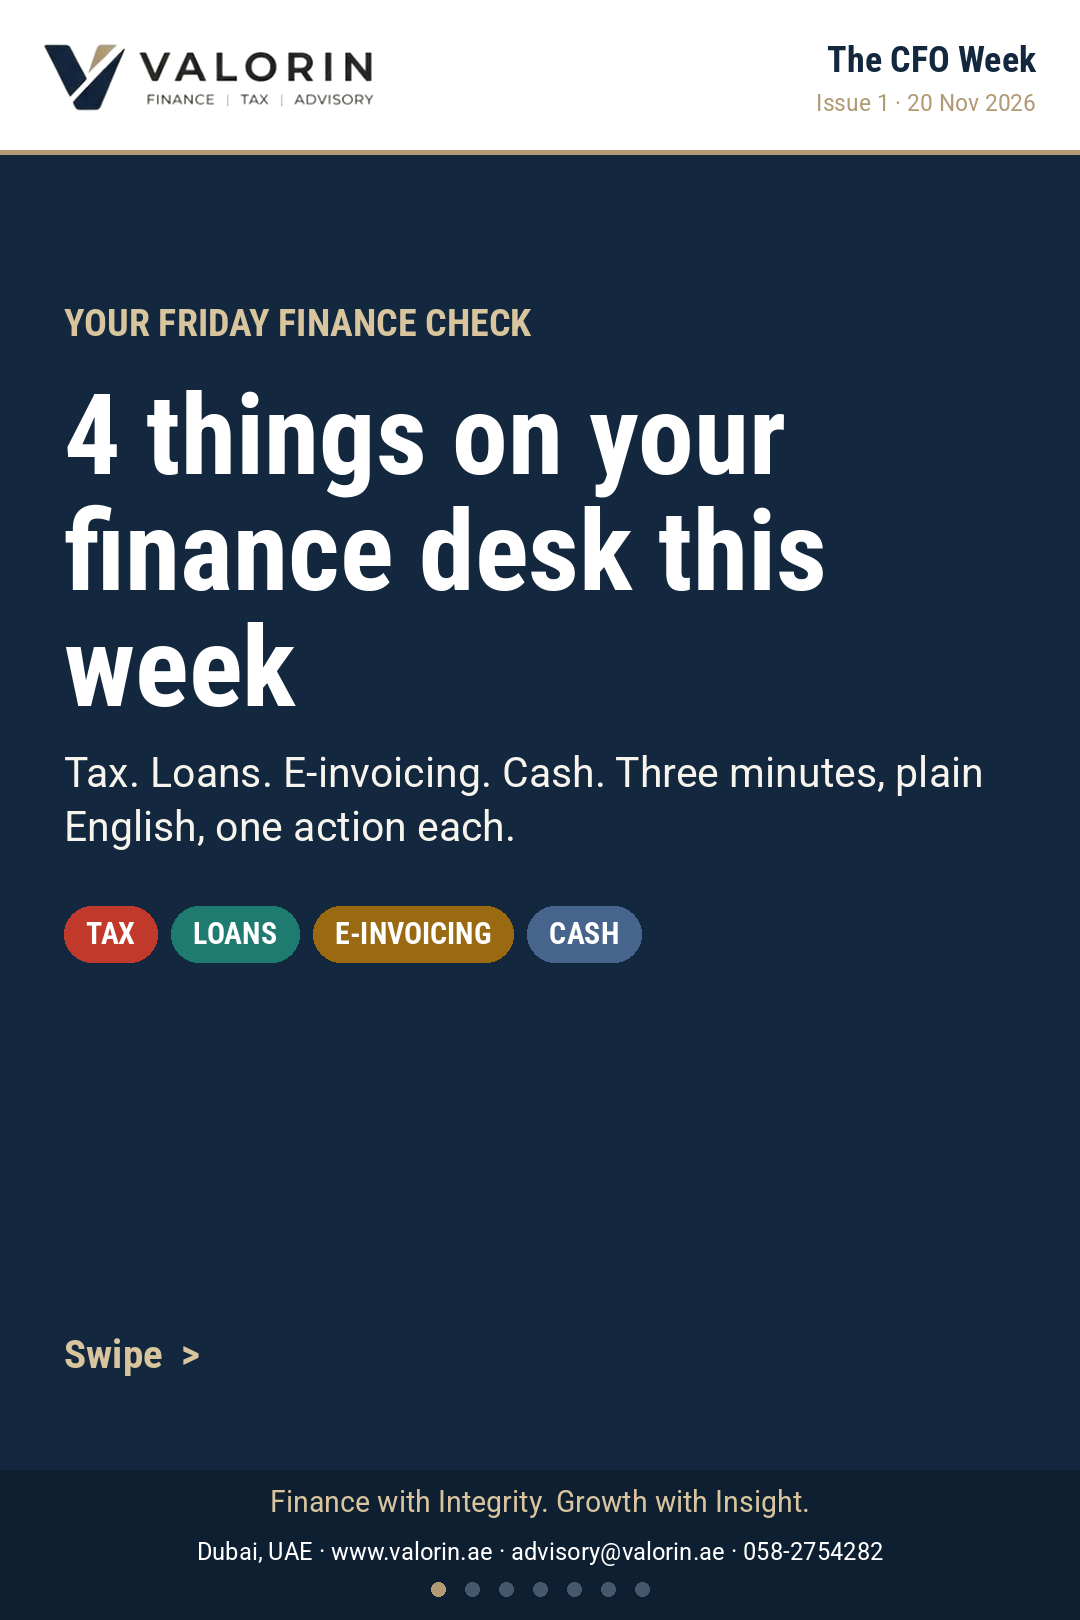 VALORIN
FINANCE | TAX | ADVISORY
The CFO Week
Issue 1 · 20 Nov 2026
YOUR FRIDAY FINANCE CHECK
4 things on your
finance desk this
week
Tax. Loans. E-invoicing. Cash. Three minutes, plain
English, one action each.
TAX LOANS E-INVOICING CASH
Swipe >
Finance with Integrity. Growth with Insight.
Dubai, UAE · www.valorin.ae · advisory@valorin.ae · 058-2754282